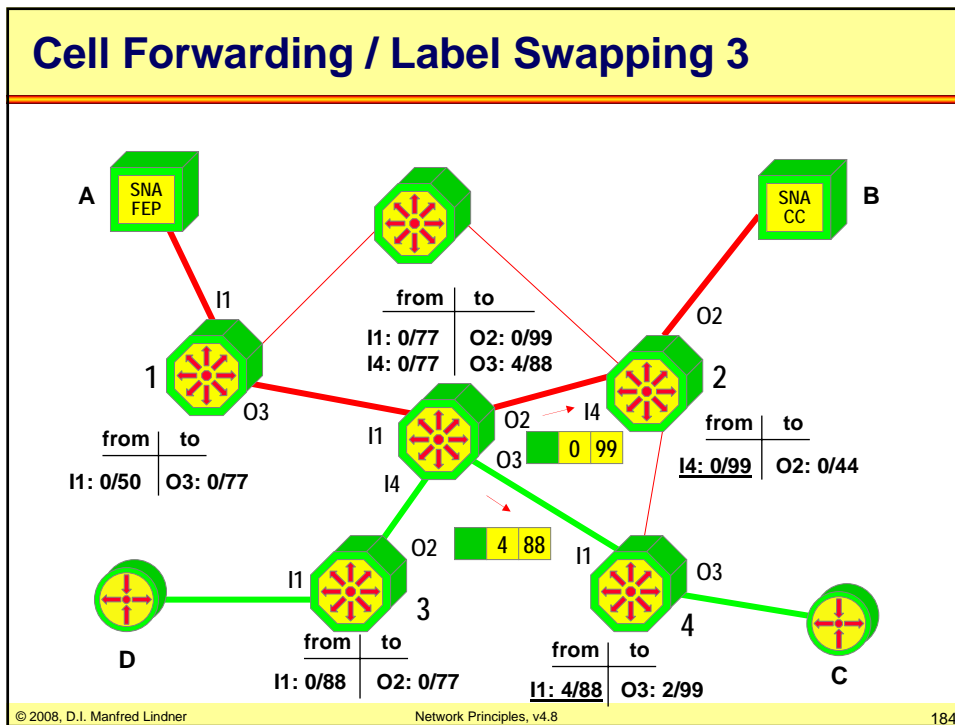 Cell Forwarding / Label Swapping 3
A
SNA
FEP
SNA
CC
B
I1
from to
I1: 0/77 O2: 0/99
I4: 0/77 O3: 4/88
O2
1
2
O3
I1
O2
I4
0 99
O3
I4
from to
I1: 0/50 O3: 0/77
from to
I4: 0/99 O2: 0/44
4 88
O2
I1
I1
O3
3
4
D
C
from to
I1: 0/88 O2: 0/77
from to
I1: 4/88 O3: 2/99
© 2008, D.I. Manfred Lindner
Network Principles, v4.8
184